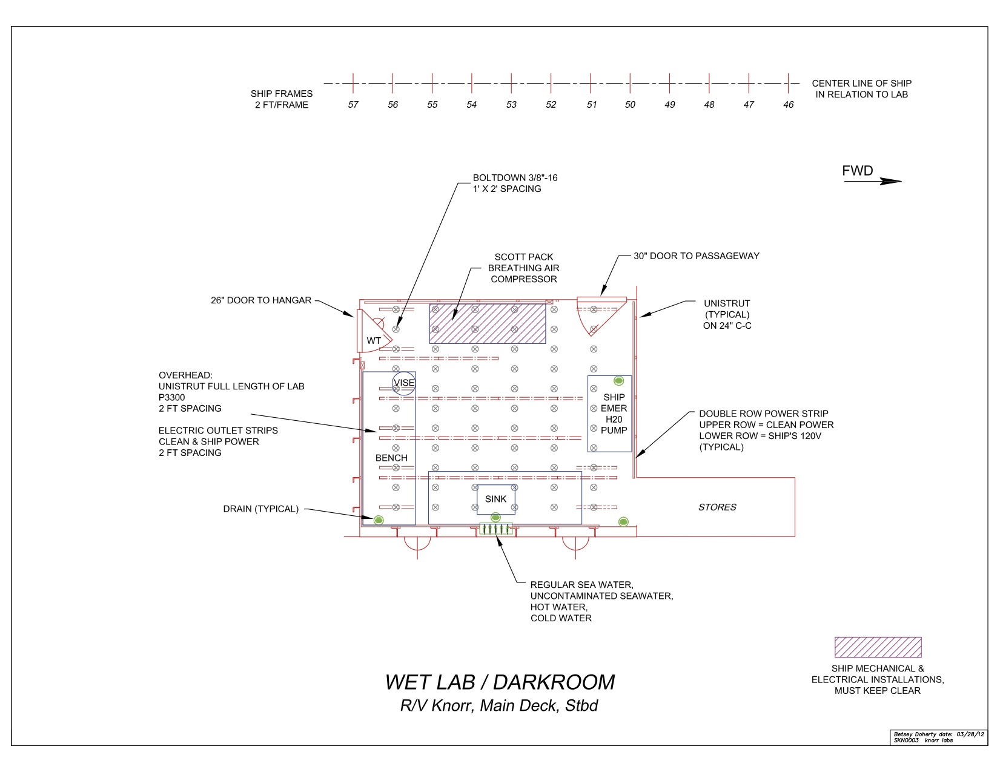 SHIP FRAMES
2 FT/FRAME
57 56 55 54 53 52 51 50 49 48 47 46
CENTER LINE OF SHIP
IN RELATION TO LAB
FWD
BOLTDOWN 3/8"-16
1' X 2' SPACING
SCOTT PACK
BREATHING AIR
COMPRESSOR
30" DOOR TO PASSAGEWAY
26" DOOR TO HANGAR
UNISTRUT
(TYPICAL)
ON 24" C-C
WT
OVERHEAD:
UNISTRUT FULL LENGTH OF LAB
P3300
2 FT SPACING
ELECTRIC OUTLET STRIPS
CLEAN & SHIP POWER
2 FT SPACING
VISE
SHIP
EMER
H20
PUMP
DOUBLE ROW POWER STRIP
UPPER ROW = CLEAN POWER
LOWER ROW = SHIP'S 120V
(TYPICAL)
BENCH
SINK
DRAIN (TYPICAL)
STORES
REGULAR SEA WATER,
UNCONTAMINATED SEAWATER,
HOT WATER,
COLD WATER
SHIP MECHANICAL &
ELECTRICAL INSTALLATIONS,
MUST KEEP CLEAR
WET LAB / DARKROOM
R/V Knorr, Main Deck, Stbd
Betsey Doherty date: 03/28/12
SKN0003 knorr labs